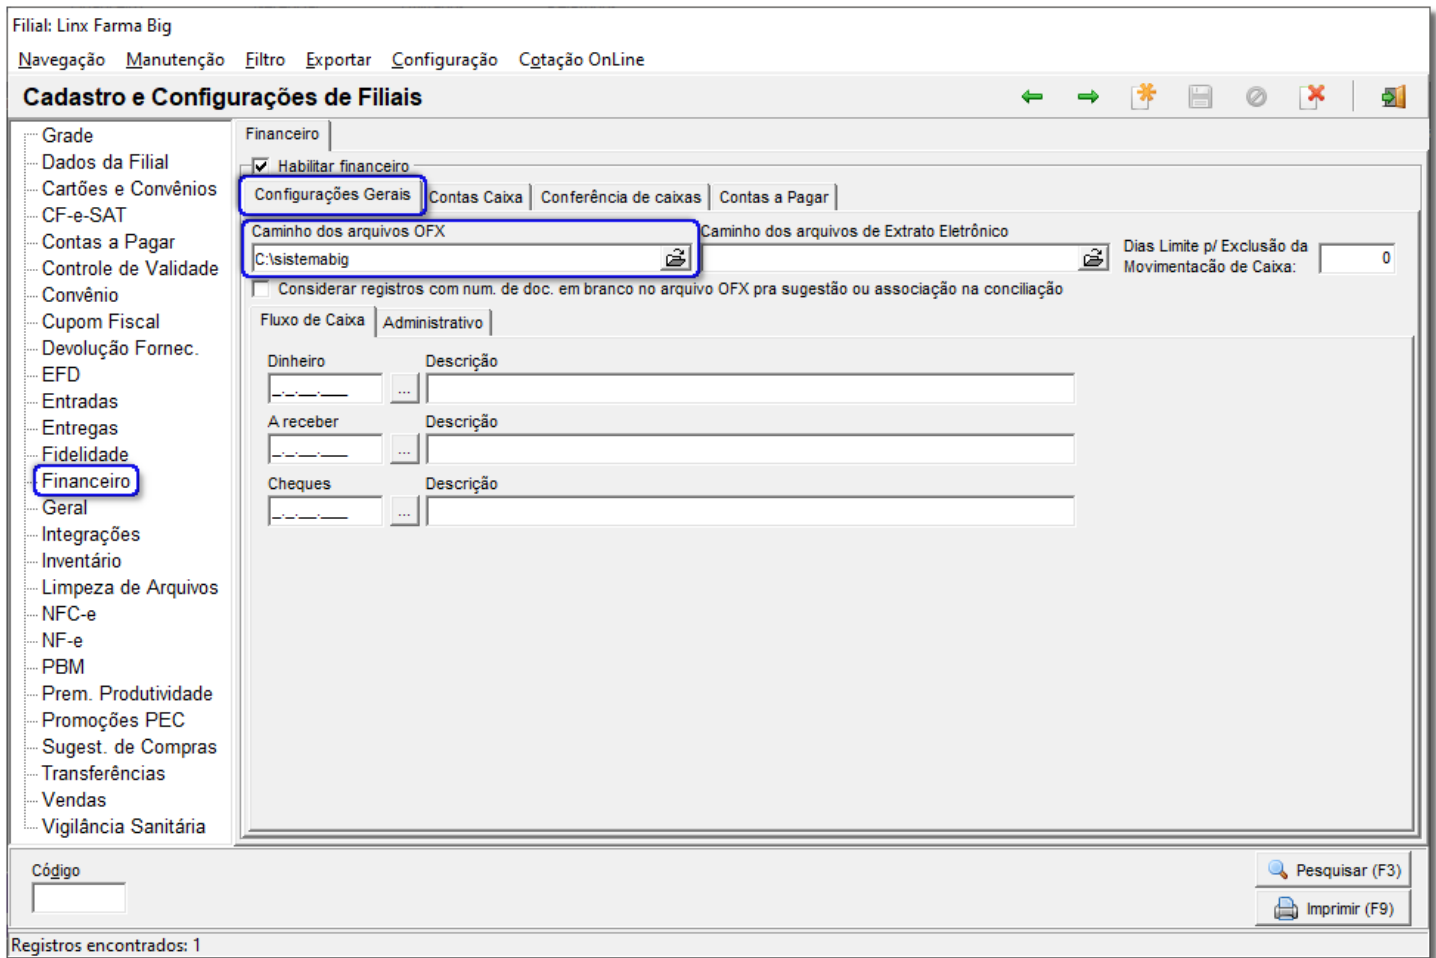 Filial: Linx Farma Big
Navegação Manutenção Filtro Exportar Configuração Cotação OnLine
Cadastro e Configurações de Filiais
Grade
Dados da Filial
Cartões e Convênios
CF-e-SAT
Contas a Pagar
Controle de Validade
Convênio
Cupom Fiscal
Devolução Fornec.
EFD
Entradas
Entregas
Fidelidade
Financeiro
Geral
Integrações
Inventário
Limpeza de Arquivos
NFC-e
NF-e
PBM
Prem. Produtividade
Promoções PEC
Sugest. de Compras
Transferências
Vendas
Vigilância Sanitária
Financeiro
Habilitar financeiro
Configurações Gerais Contas Caixa Conferência de caixas Contas a Pagar
Caminho dos arquivos OFX
C:\sistemabig
Caminho dos arquivos de Extrato Eletrônico
Dias Limite p/ Exclusão da
Movimentacão de Caixa:
0
Considerar registros com num. de doc. em branco no arquivo OFX pra sugestão ou associação na conciliação
Fluxo de Caixa Administrativo
Dinheiro Descrição
_._.__.___ ...
A receber Descrição
_._.__.___ ...
Cheques Descrição
_._.__.___ ...
Código
Pesquisar (F3)
Imprimir (F9)
Registros encontrados: 1